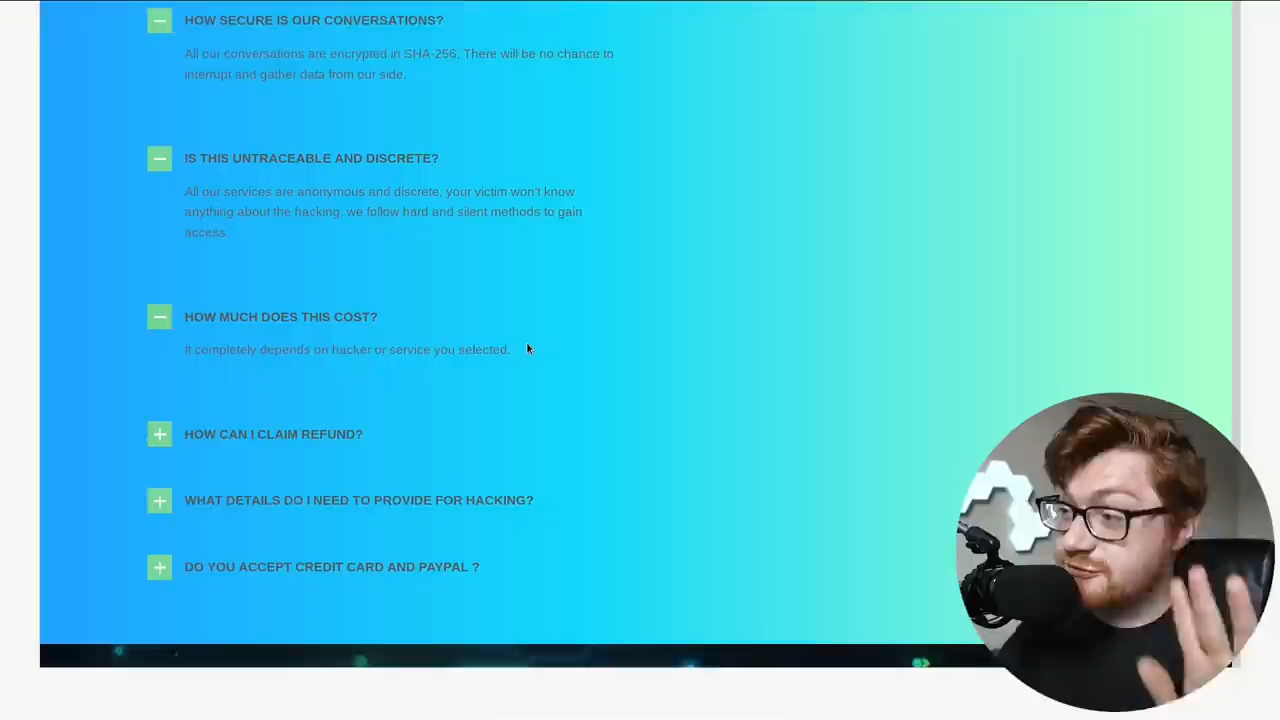 HOW SECURE IS OUR CONVERSATIONS?
All our conversations are encrypted in SHA-256, There will be no chance to
interrupt and gather data from our side.
IS THIS UNTRACEABLE AND DISCRETE?
All our services are anonymous and discrete, your victim won't know
anything about the hacking, we follow hard and silent methods to gain
access.
HOW MUCH DOES THIS COST?
It completely depends on hacker or service you selected.
HOW CAN I CLAIM REFUND?
WHAT DETAILS DO I NEED TO PROVIDE FOR HACKING?
DO YOU ACCEPT CREDIT CARD AND PAYPAL ?